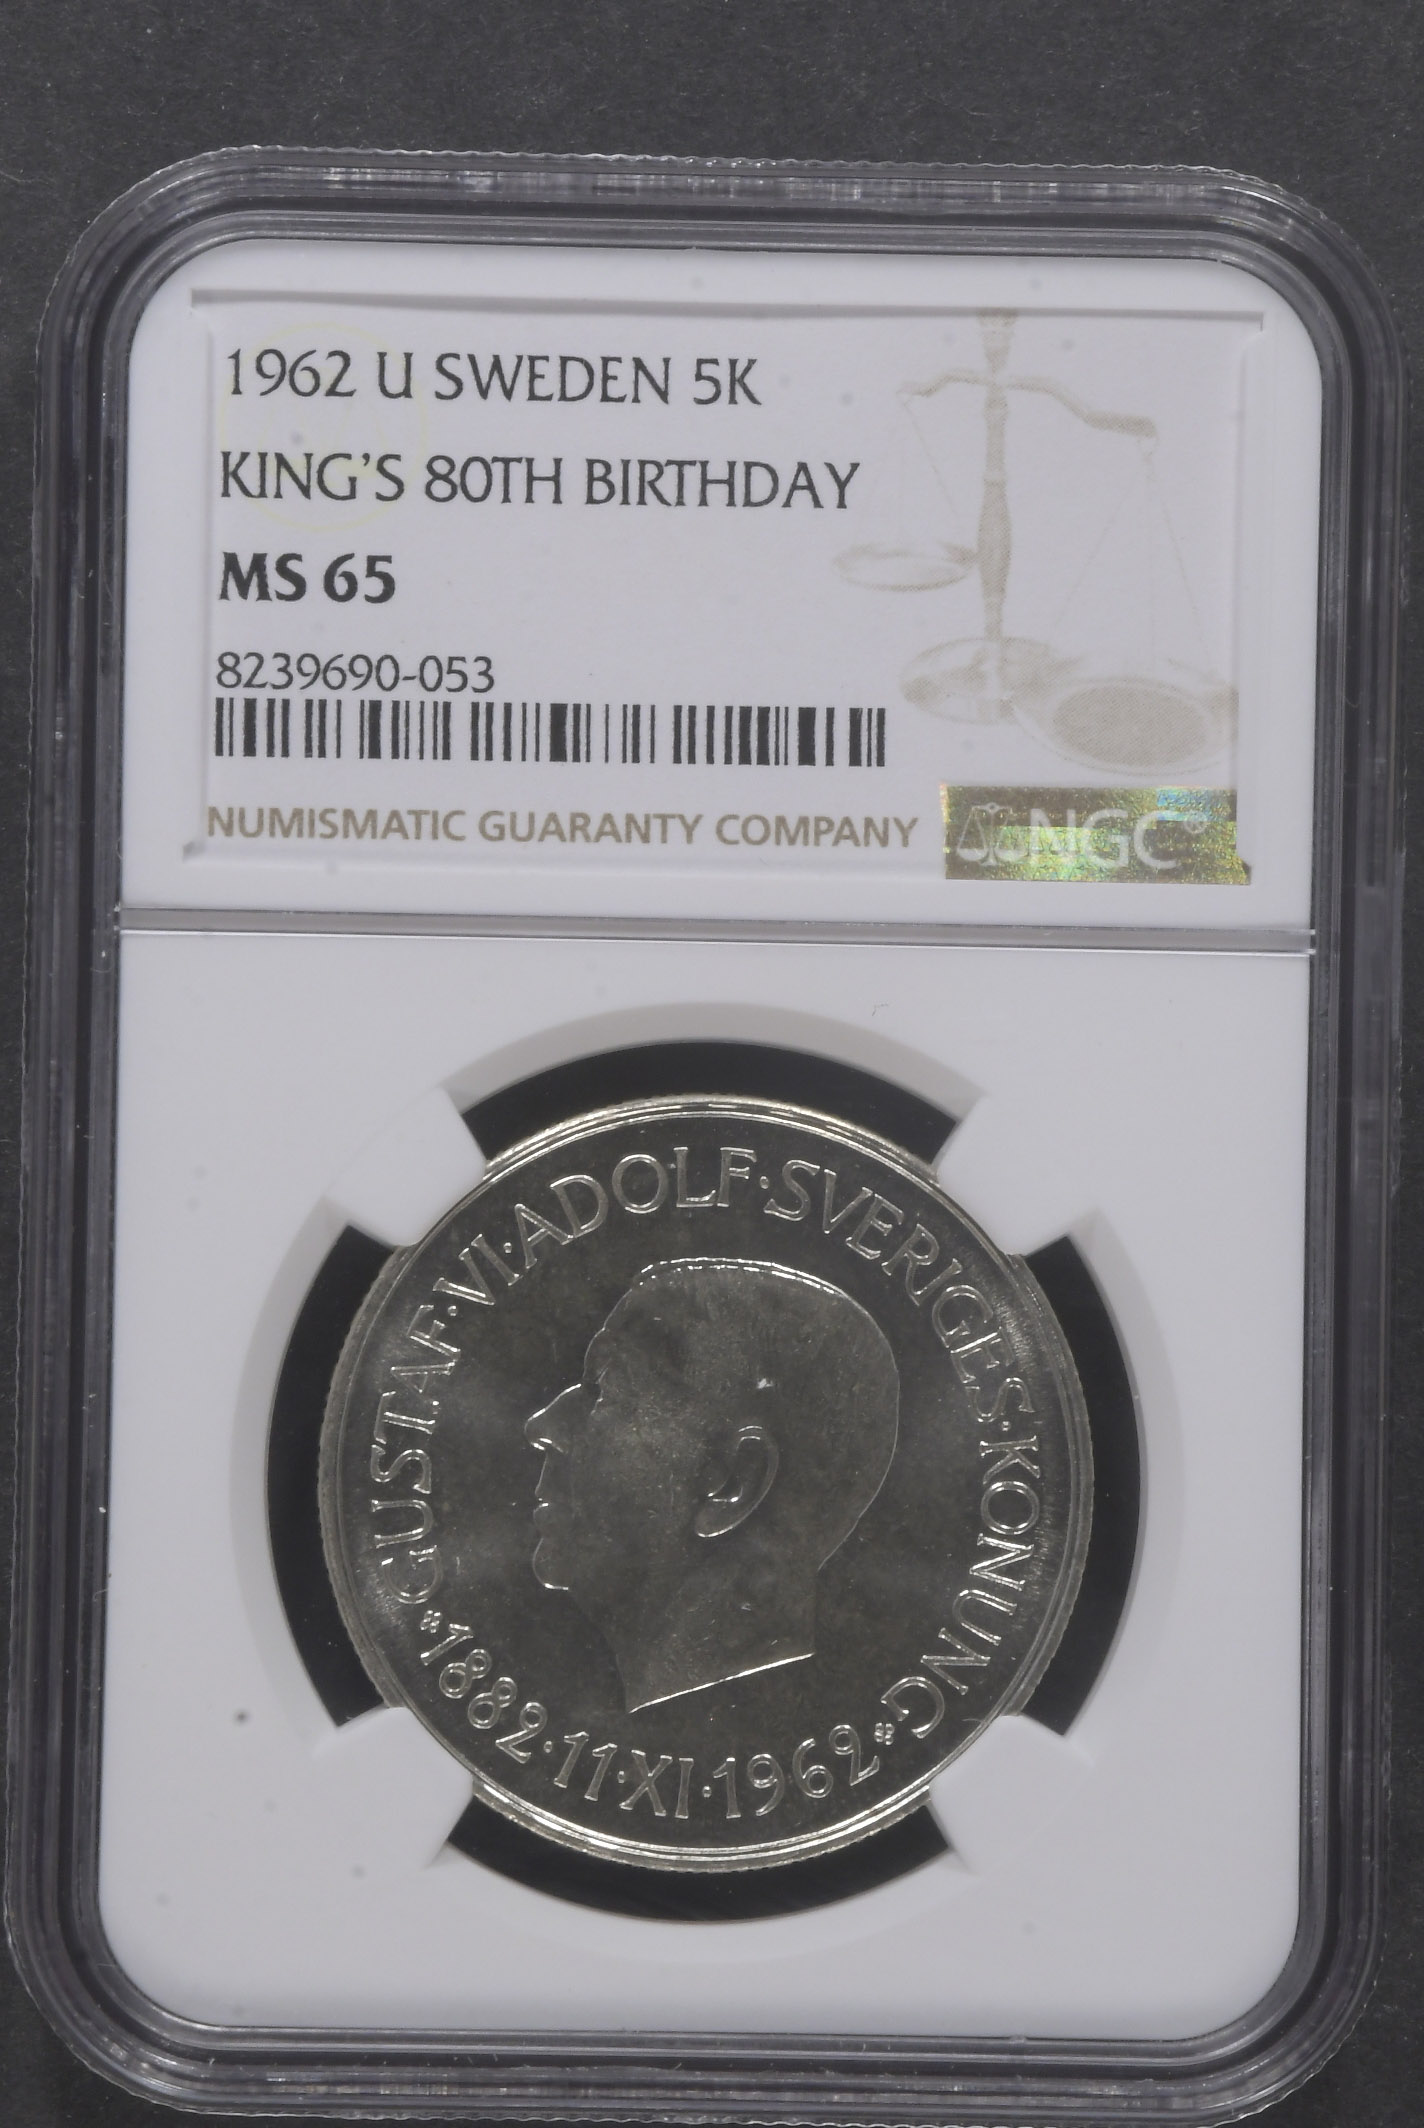 1962 U SWEDEN 5K
KING'S 80TH BIRTHDAY
MS 65
8239690-053
NUMISMATIC GUARANTY COMPANY
NGC®
GUSTAF·VI·ADOLF·SVERIGES·KONUNG
1882·11·XI·1962